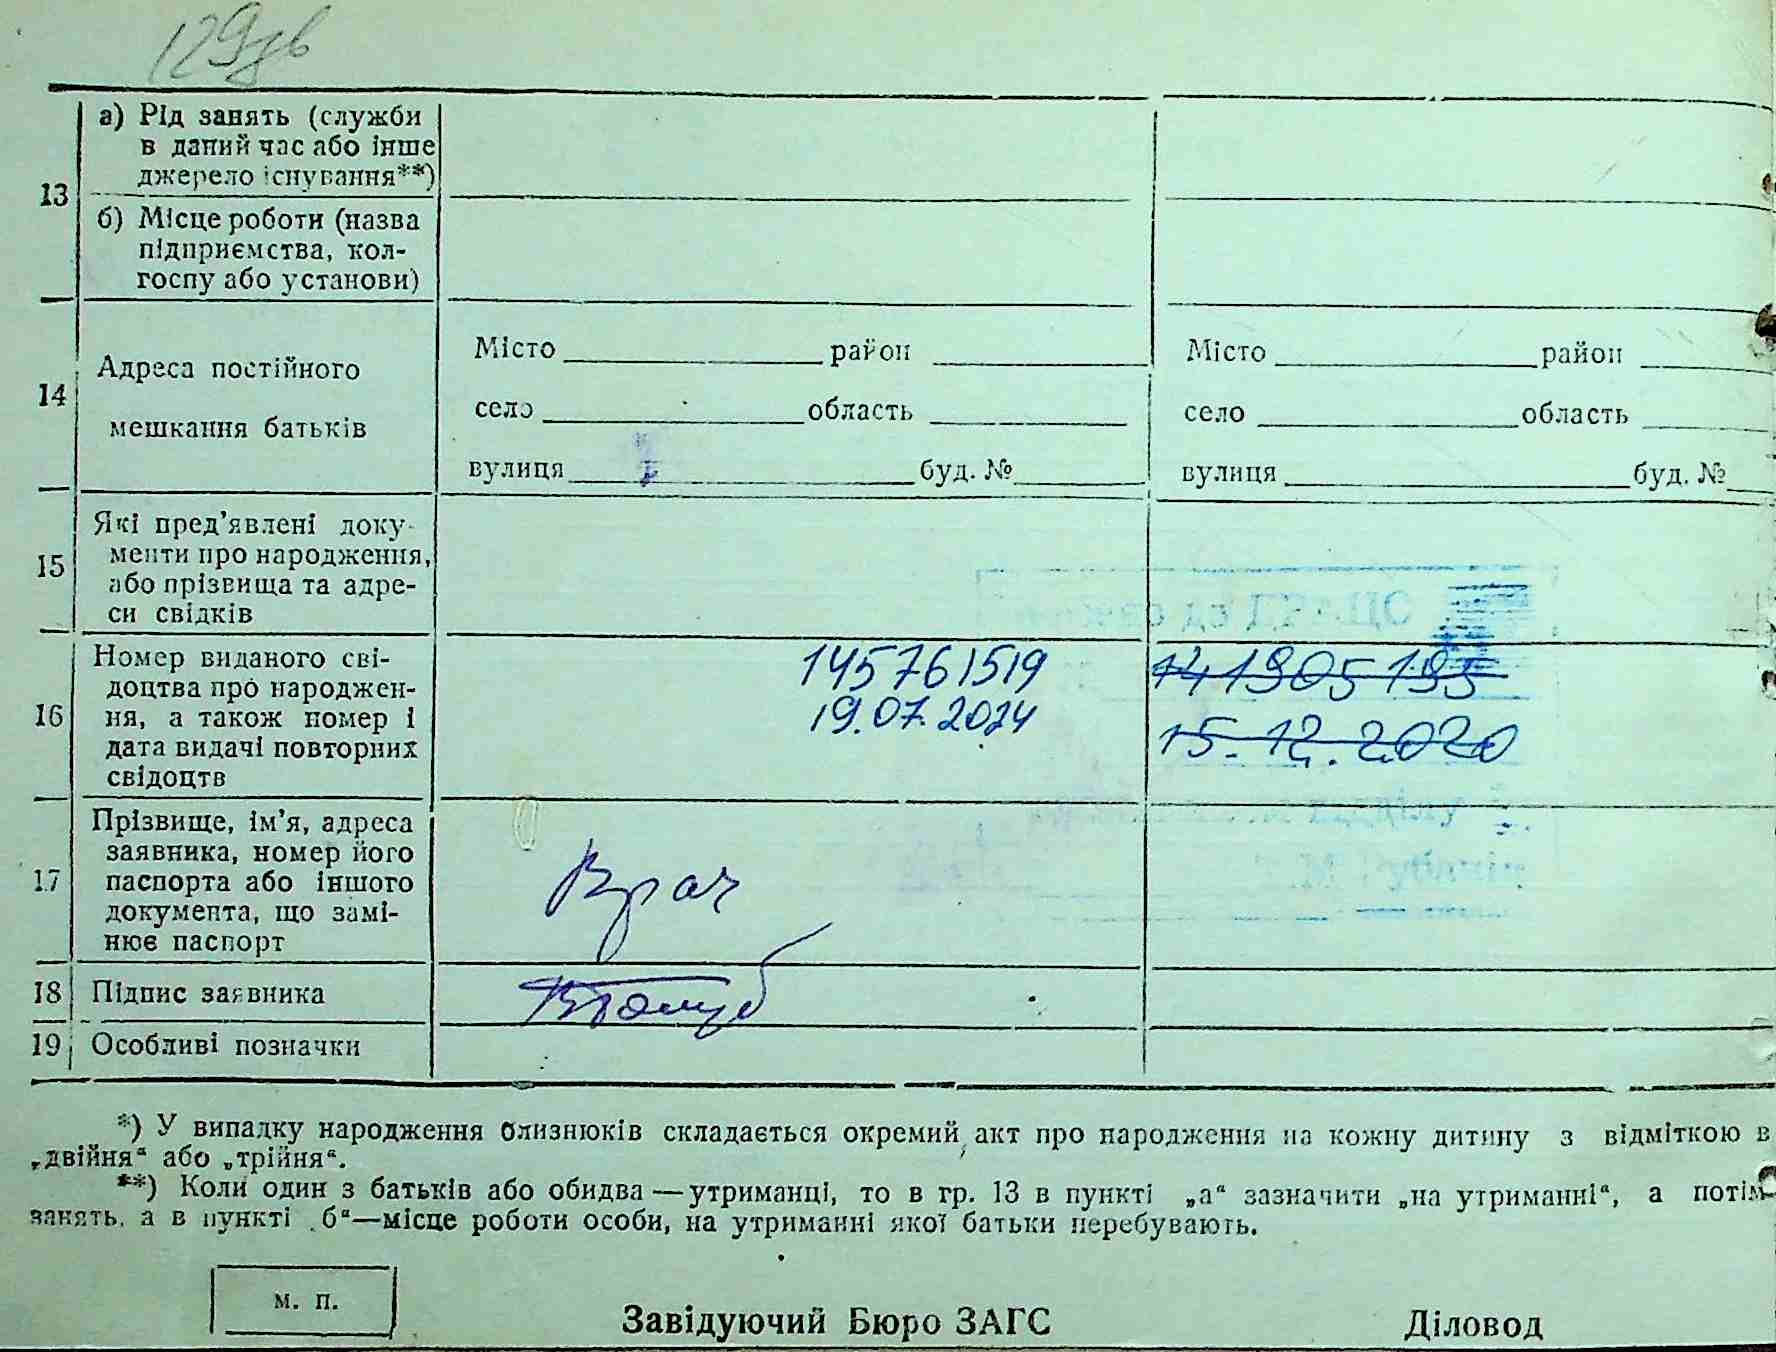 129зв
13
а) Рід занять (служби
в даний час або інше
джерело існування**)
б) Місце роботи (назва
підприємства, кол-
госпу або установи)
14
Адреса постійного
мешкання батьків
Місто район
село область
вулиця буд. №
Місто район
село область
вулиця буд. №
15
Які пред'явлені доку-
менти про народження,
або прізвища та адре-
си свідків
16
Номер виданого сві-
доцтва про народжен-
ня, а також номер і
дата видачі повторних
свідоцтв
145761519
19.07.2024
141905195
15.12.2020
відділу
17
Прізвище, ім'я, адреса
заявника, номер його
паспорта або іншого
документа, що замі-
нює паспорт
Врач
18
Підпис заявника
19
Особливі позначки
*) У випадку народження близнюків складається окремий акт про народження на кожну дитину з відміткою в
„двійня“ або „трійня“.
**) Коли один з батьків або обидва — утриманці, то в гр. 13 в пункті „а“ зазначити „на утриманні“, а потім
занять, а в пункті „б“—місце роботи особи, на утриманні якої батьки перебувають.
м. п.
Завідуючий Бюро ЗАГС
Діловод